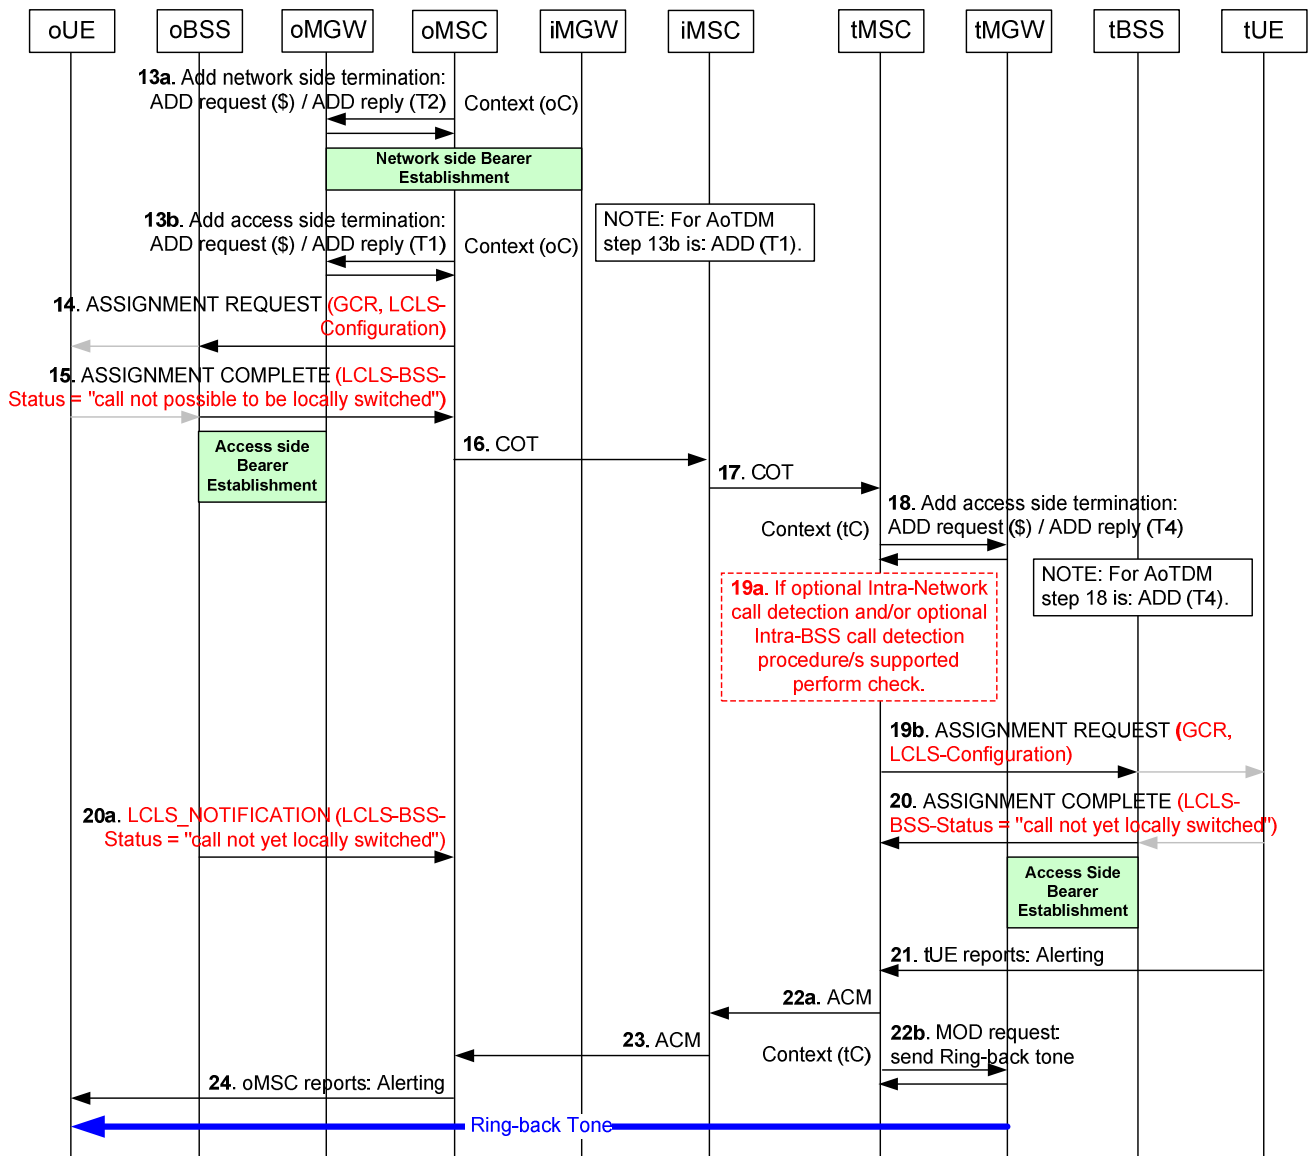 oUE oBSS oMGW oMSC iMGW iMSC tMSC tMGW tBSS tUE
13a. Add network side termination:
ADD request ($) / ADD reply (T2)
Context (oC)
Network side Bearer
Establishment
13b. Add access side termination:
ADD request ($) / ADD reply (T1)
Context (oC)
NOTE: For AoTDM
step 13b is: ADD (T1).
14. ASSIGNMENT REQUEST (GCR, LCLS-
Configuration)
15. ASSIGNMENT COMPLETE (LCLS-BSS-
Status = "call not possible to be locally switched")
Access side
Bearer
Establishment
16. COT
17. COT
18. Add access side termination:
ADD request ($) / ADD reply (T4)
Context (tC)
NOTE: For AoTDM
step 18 is: ADD (T4).
19a. If optional Intra-Network
call detection and/or optional
Intra-BSS call detection
procedure/s supported
perform check.
19b. ASSIGNMENT REQUEST (GCR,
LCLS-Configuration)
20. ASSIGNMENT COMPLETE (LCLS-
BSS-Status = "call not yet locally switched")
20a. LCLS_NOTIFICATION (LCLS-BSS-
Status = "call not yet locally switched")
Access Side
Bearer
Establishment
21. tUE reports: Alerting
22a. ACM
22b. MOD request:
send Ring-back tone
Context (tC)
23. ACM
24. oMSC reports: Alerting
Ring-back Tone